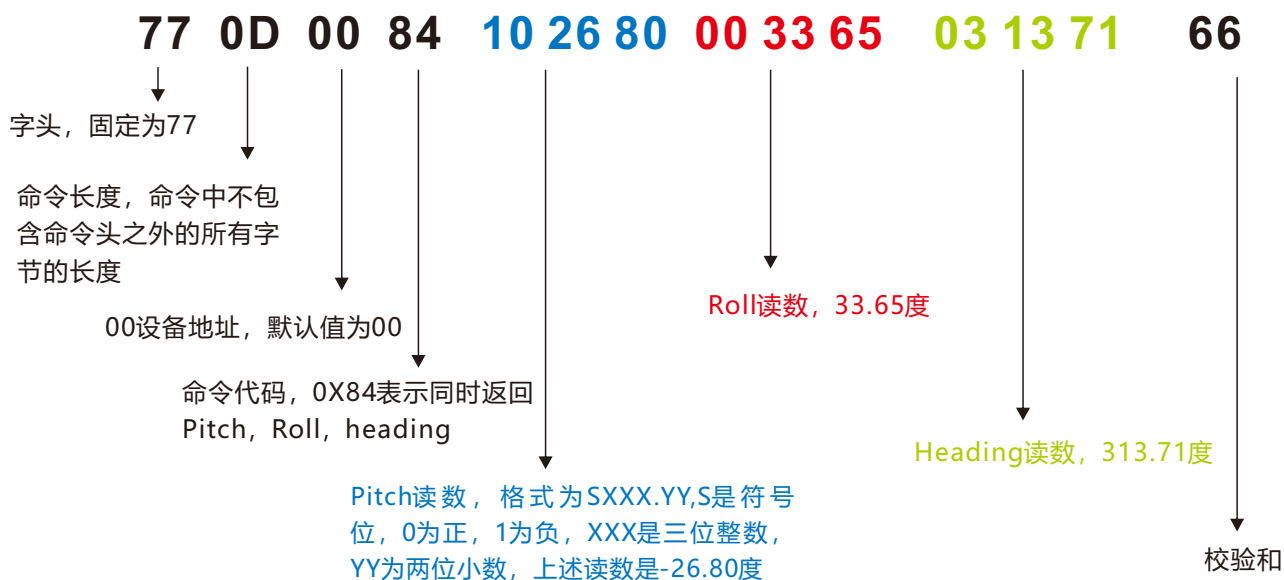 77 0D 00 84 10 26 80 00 33 65 03 13 71 66
字头，固定为77
命令长度，命令中不包
含命令头之外的所有字
节的长度
00设备地址，默认值为00
命令代码，0X84表示同时返回
Pitch，Roll，heading
Pitch读数，格式为SXXX.YY,S是符号
位，0为正，1为负，XXX是三位整数，
YY为两位小数，上述读数是-26.80度
Roll读数，33.65度
Heading读数，313.71度
校验和